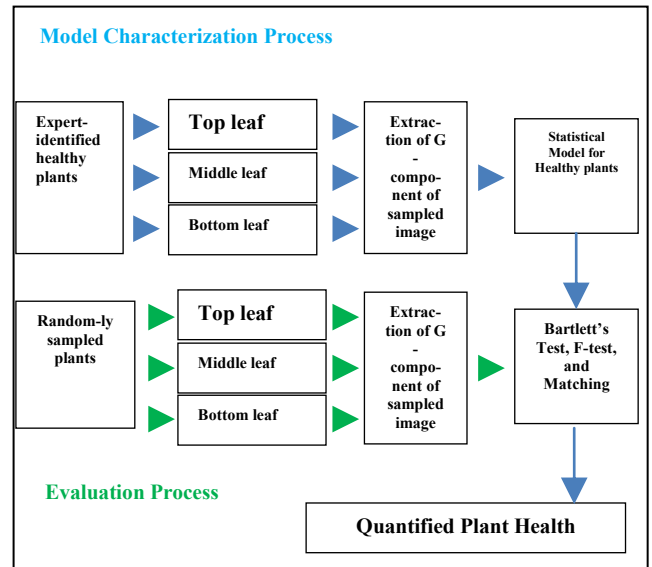 Model Characterization Process
Expert-
identified
healthy
plants
Top leaf
Middle leaf
Bottom leaf
Extrac-
tion of G
-
compo-
nent of
sampled
image
Statistical
Model for
Healthy plants
Random-ly
sampled
plants
Top leaf
Middle leaf
Bottom leaf
Extrac-
tion of G
-
compo-
nent of
sampled
image
Bartlett's
Test, F-test,
and
Matching
Evaluation Process
Quantified Plant Health